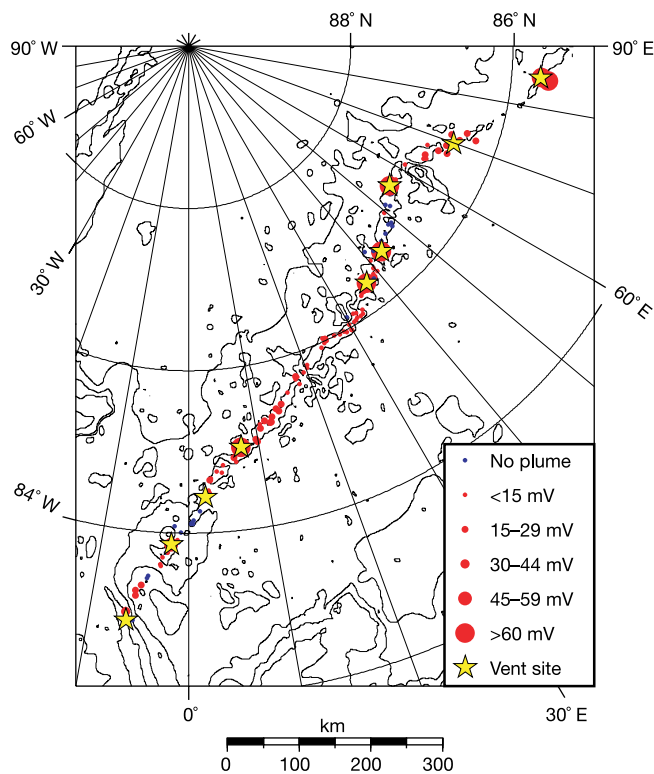 88° N
86° N
90° W
90° E
60° W
30° W
60° E
84° W
No plume
<15 mV
15–29 mV
30–44 mV
45–59 mV
>60 mV
Vent site
0°
30° E
km
0 100 200 300